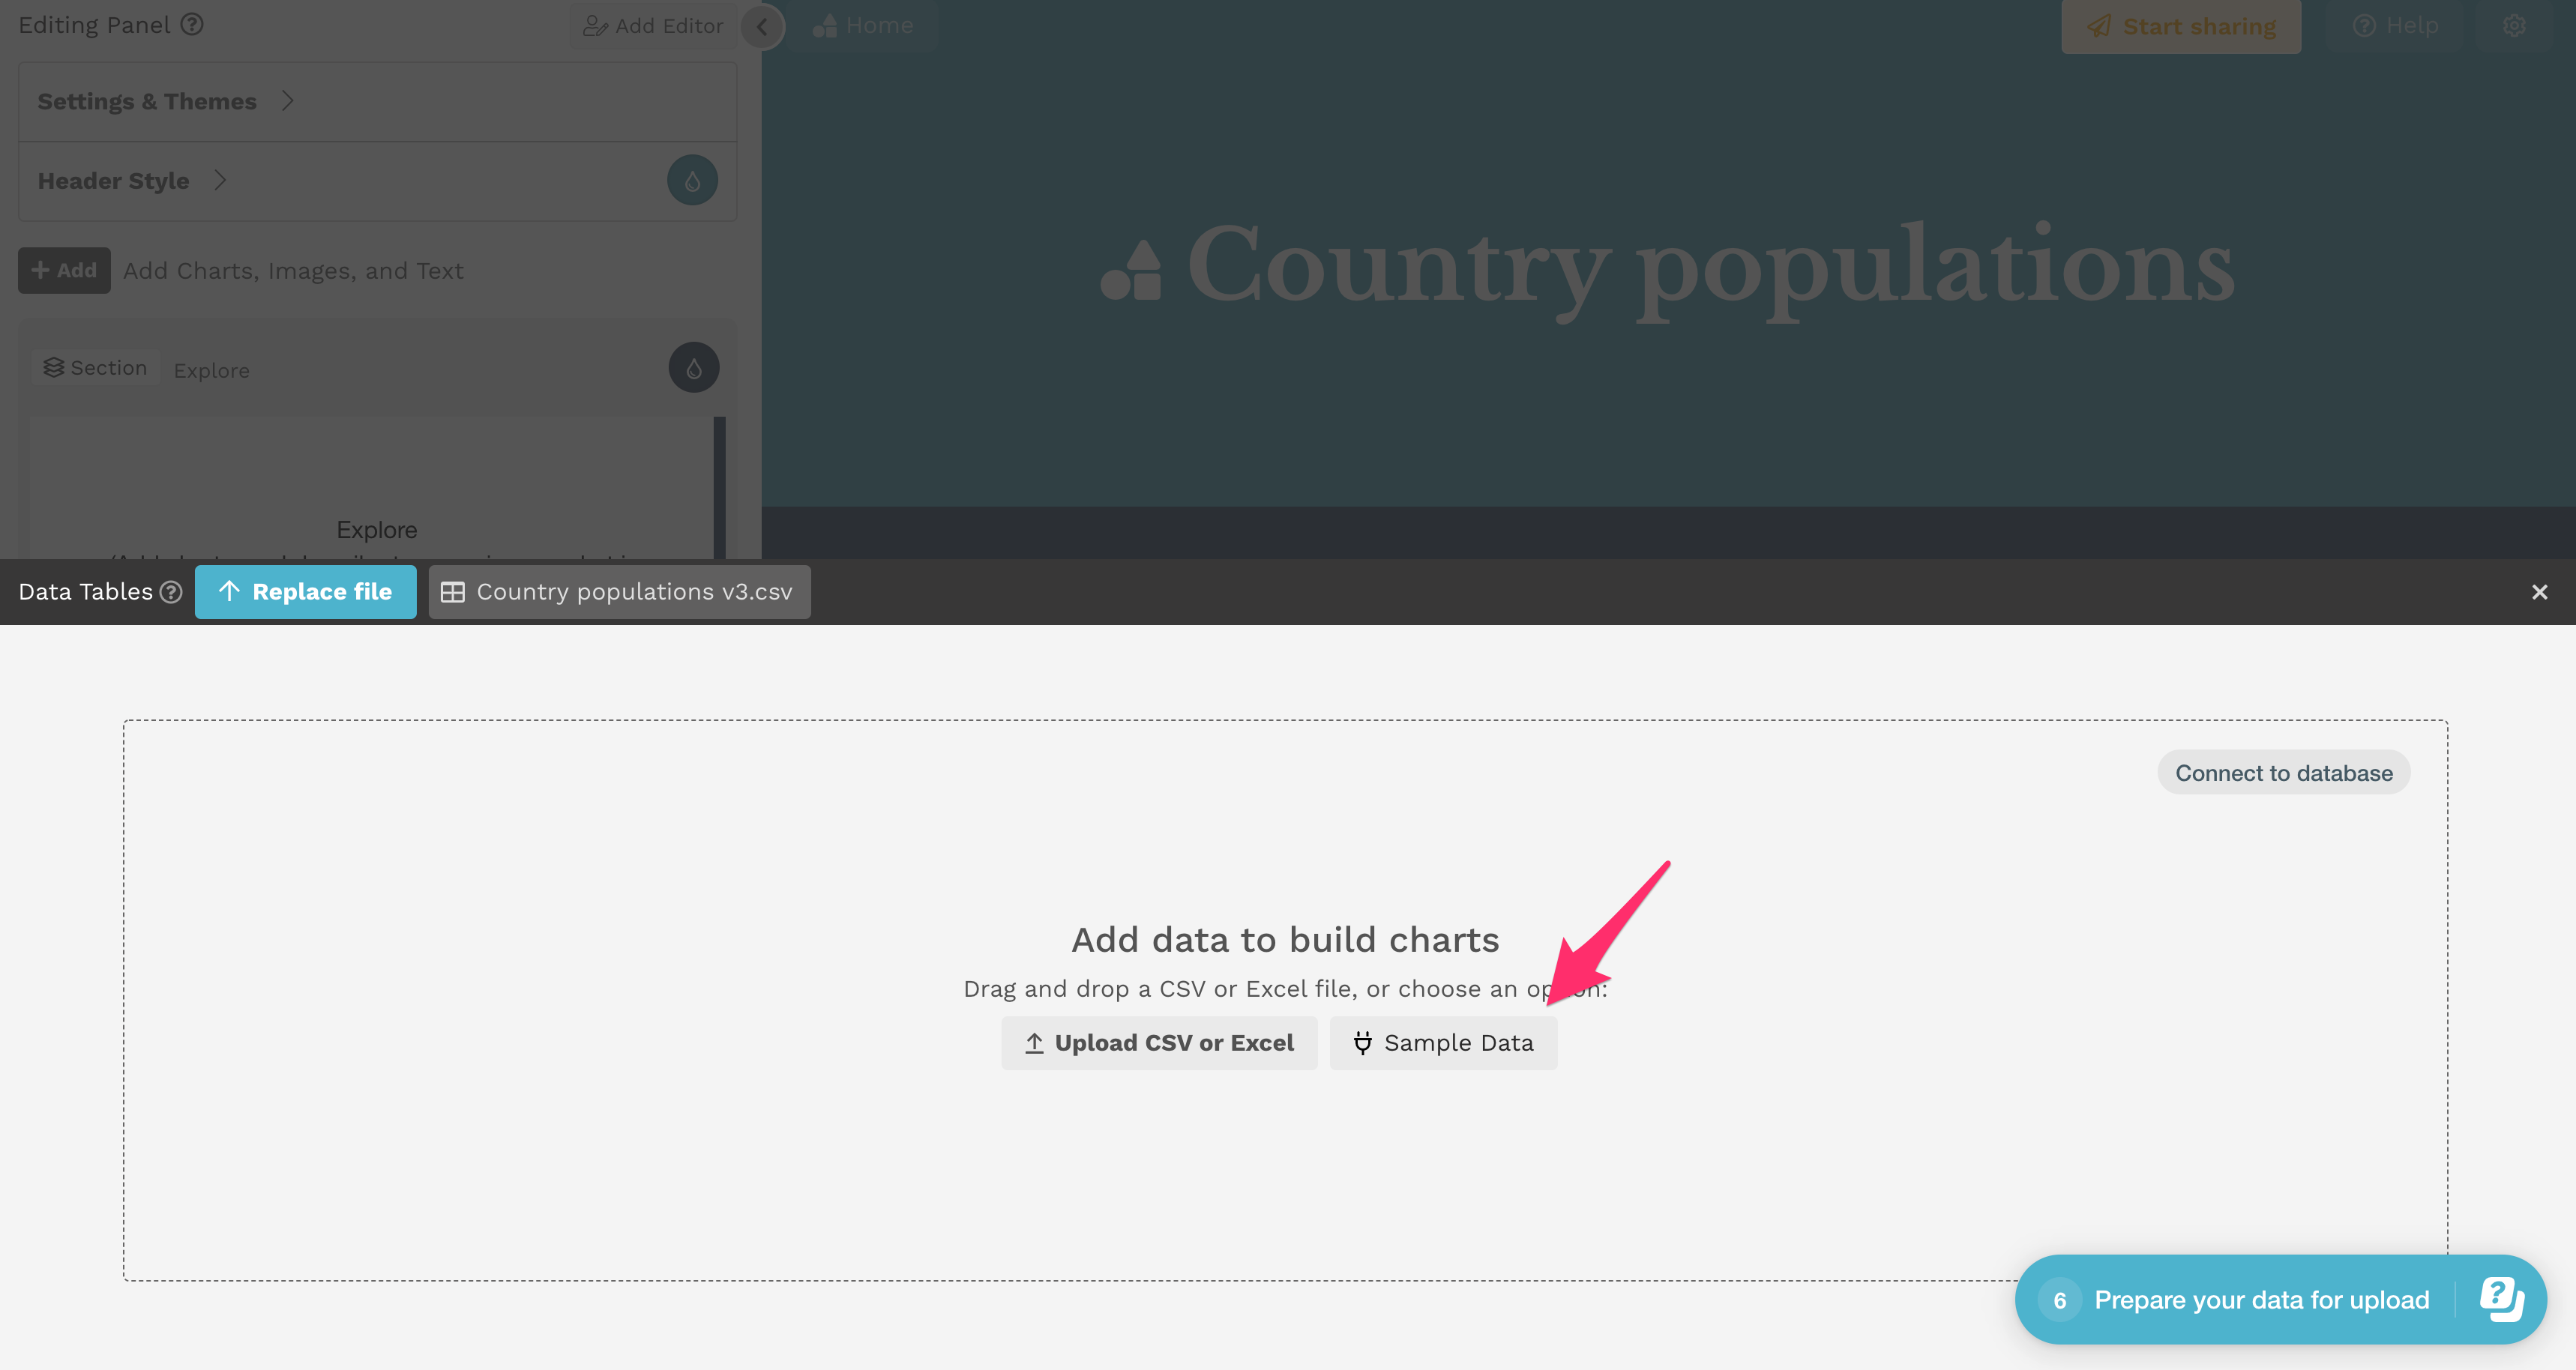 Editing Panel
Add Editor
Home
Start sharing
Help
Settings & Themes
Header Style
Country populations
Add
Add Charts, Images, and Text
Section
Explore
Explore
Data Tables
Replace file
Country populations v3.csv
Connect to database
Add data to build charts
Drag and drop a CSV or Excel file, or choose an option:
Upload CSV or Excel
Sample Data
6
Prepare your data for upload